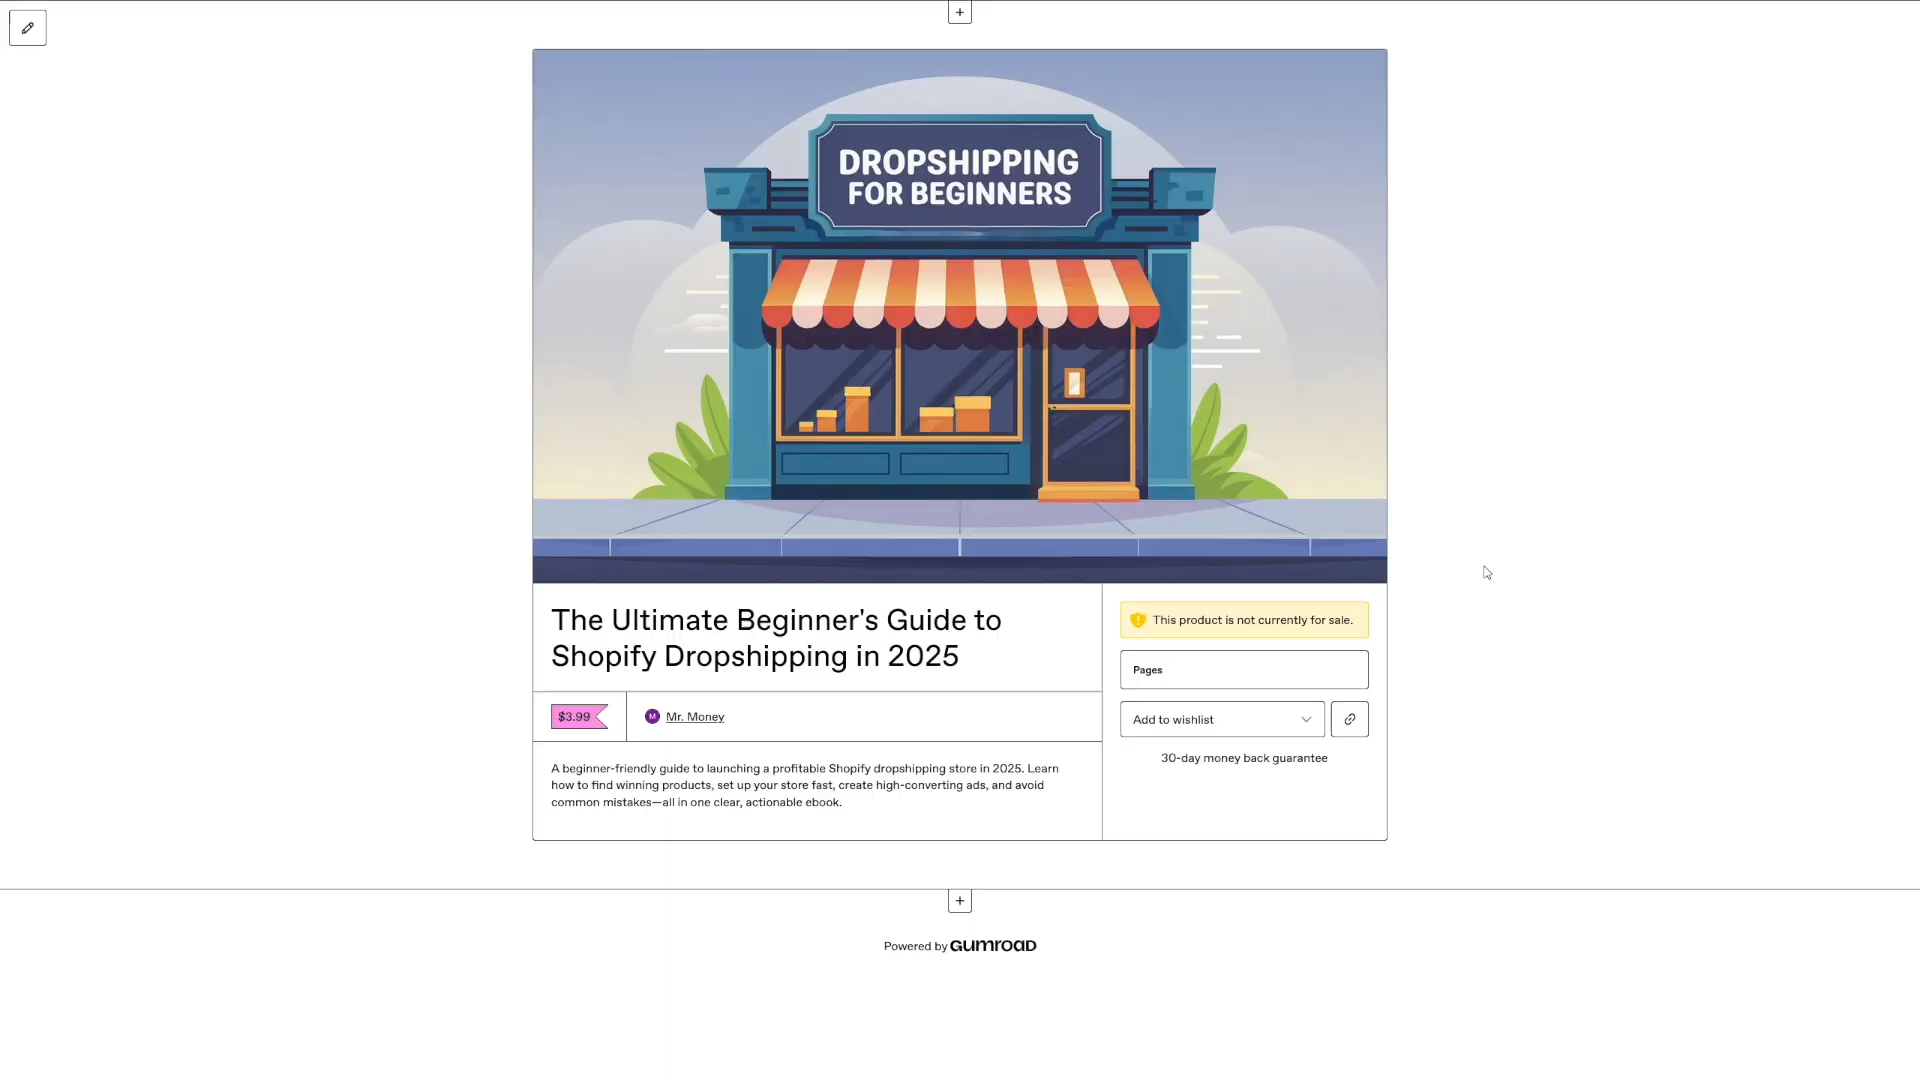 DROPSHIPPING
FOR BEGINNERS
The Ultimate Beginner's Guide to
Shopify Dropshipping in 2025
$3.99
M
Mr. Money
A beginner-friendly guide to launching a profitable Shopify dropshipping store in 2025. Learn
how to find winning products, set up your store fast, create high-converting ads, and avoid
common mistakes—all in one clear, actionable ebook.
This product is not currently for sale.
Pages
Add to wishlist
30-day money back guarantee
Powered by GUMROAD